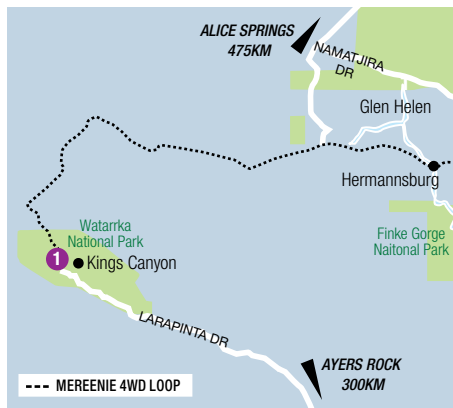 ALICE SPRINGS
475KM
NAMATJIRA
DR
Glen Helen
Hermannsburg
Watarrka
National Park
Finke Gorge
Naitonal Park
1
Kings Canyon
LARAPINTA DR
AYERS ROCK
300KM
MEREENIE 4WD LOOP